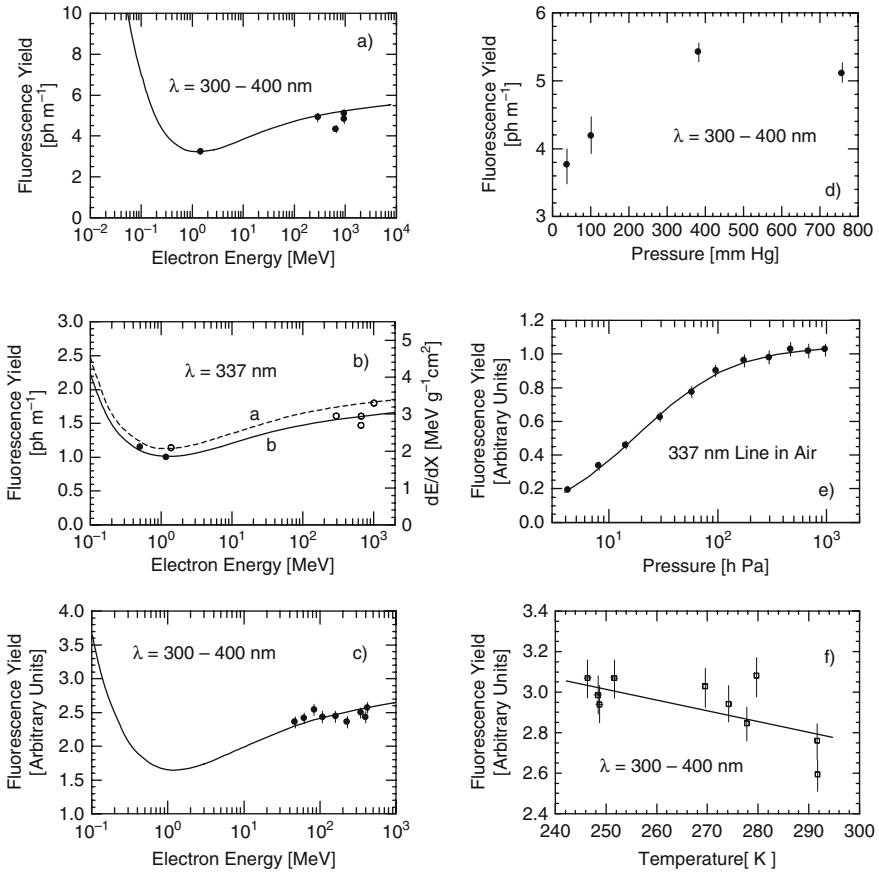 10
8
6
4
2
0
Fluorescence Yield
[ph m⁻¹]
a)
λ = 300 – 400 nm
10⁻² 10⁻¹ 10⁰ 10¹ 10² 10³ 10⁴
Electron Energy [MeV]
6
5
4
3
Fluorescence Yield
[ph m⁻¹]
λ = 300 – 400 nm
d)
0 100 200 300 400 500 600 700 800
Pressure [mm Hg]
3.0
2.5
2.0
1.5
1.0
0.5
0.0
Fluorescence Yield
[ph m⁻¹]
b)
λ = 337 nm
a
b
5
4
3
2
1
0
dE/dX [MeV g⁻¹cm²]
10⁻¹ 10⁰ 10¹ 10² 10³
Electron Energy [MeV]
1.2
1.0
0.8
0.6
0.4
0.2
0.0
Fluorescence Yield
[Arbitrary Units]
337 nm Line in Air
e)
10¹ 10² 10³
Pressure [h Pa]
4.0
3.5
3.0
2.5
2.0
1.5
1.0
Fluorescence Yield
[Arbitrary Units]
λ = 300 – 400 nm
c)
10⁻¹ 10⁰ 10¹ 10² 10³
Electron Energy [MeV]
3.4
3.2
3.0
2.8
2.6
2.4
Fluorescence Yield
[Arbitrary Units]
f)
λ = 300 – 400 nm
240 250 260 270 280 290 300
Temperature[ K ]